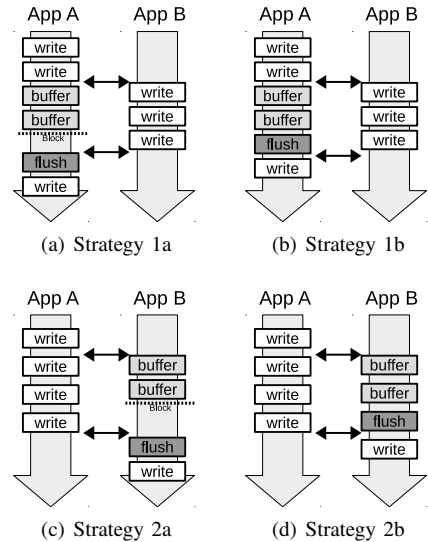 App A
App B
write
write
buffer
buffer
Block
flush
write
write
write
write
(a) Strategy 1a
App A
App B
write
write
buffer
buffer
flush
write
write
write
write
(b) Strategy 1b
App A
App B
write
write
write
write
buffer
buffer
Block
flush
write
(c) Strategy 2a
App A
App B
write
write
write
write
buffer
buffer
flush
write
(d) Strategy 2b